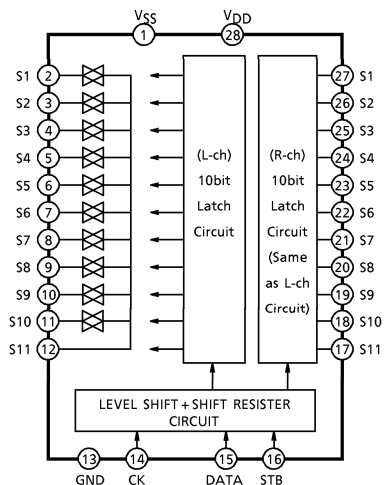 VSS VDD
1 28
S1 2 27 S1
S2 3 26 S2
S3 4 25 S3
S4 5 24 S4
S5 6 23 S5
S6 7 22 S6
S7 8 21 S7
S8 9 20 S8
S9 10 19 S9
S10 11 18 S10
S11 12 17 S11
(L-ch)
10bit
Latch
Circuit
(R-ch)
10bit
Latch
Circuit
(Same
as L-ch
Circuit)
LEVEL SHIFT + SHIFT RESISTER
CIRCUIT
13 14 15 16
GND CK DATA STB